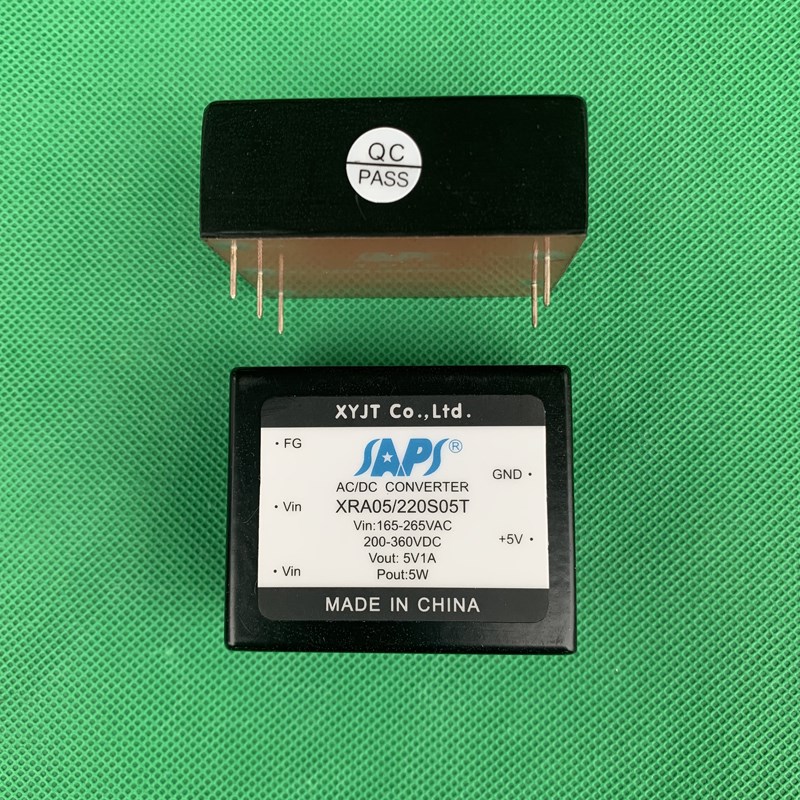 QC
PASS
XYJT Co.,Ltd.
· FG
SAPS®
GND ·
AC/DC CONVERTER
· Vin
XRA05/220S05T
Vin:165-265VAC
200-360VDC
+5V ·
Vout: 5V1A
· Vin
Pout:5W
MADE IN CHINA